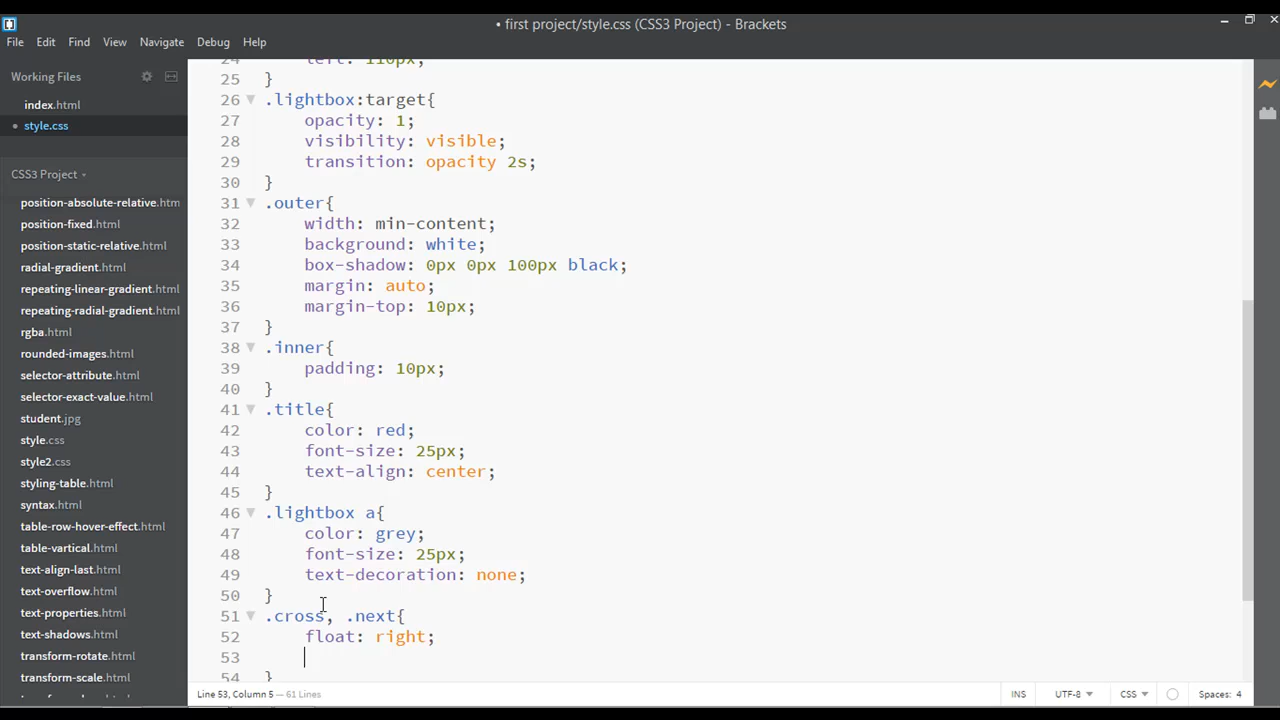 • first project/style.css (CSS3 Project) - Brackets
File Edit Find View Navigate Debug Help
Working Files
index.html
• style.css
CSS3 Project
position-absolute-relative.htm
position-fixed.html
position-static-relative.html
radial-gradient.html
repeating-linear-gradient.html
repeating-radial-gradient.html
rgba.html
rounded-images.html
selector-attribute.html
selector-exact-value.html
student.jpg
style.css
style2.css
styling-table.html
syntax.html
table-row-hover-effect.html
table-vartical.html
text-align-last.html
text-overflow.html
text-properties.html
text-shadows.html
transform-rotate.html
transform-scale.html
24 left: 110px;
25 }
26 .lightbox:target{
27 opacity: 1;
28 visibility: visible;
29 transition: opacity 2s;
30 }
31 .outer{
32 width: min-content;
33 background: white;
34 box-shadow: 0px 0px 100px black;
35 margin: auto;
36 margin-top: 10px;
37 }
38 .inner{
39 padding: 10px;
40 }
41 .title{
42 color: red;
43 font-size: 25px;
44 text-align: center;
45 }
46 .lightbox a{
47 color: grey;
48 font-size: 25px;
49 text-decoration: none;
50 }
51 .cross, .next{
52 float: right;
53
54 }
Line 53, Column 5 — 61 Lines
INS UTF-8 CSS Spaces: 4